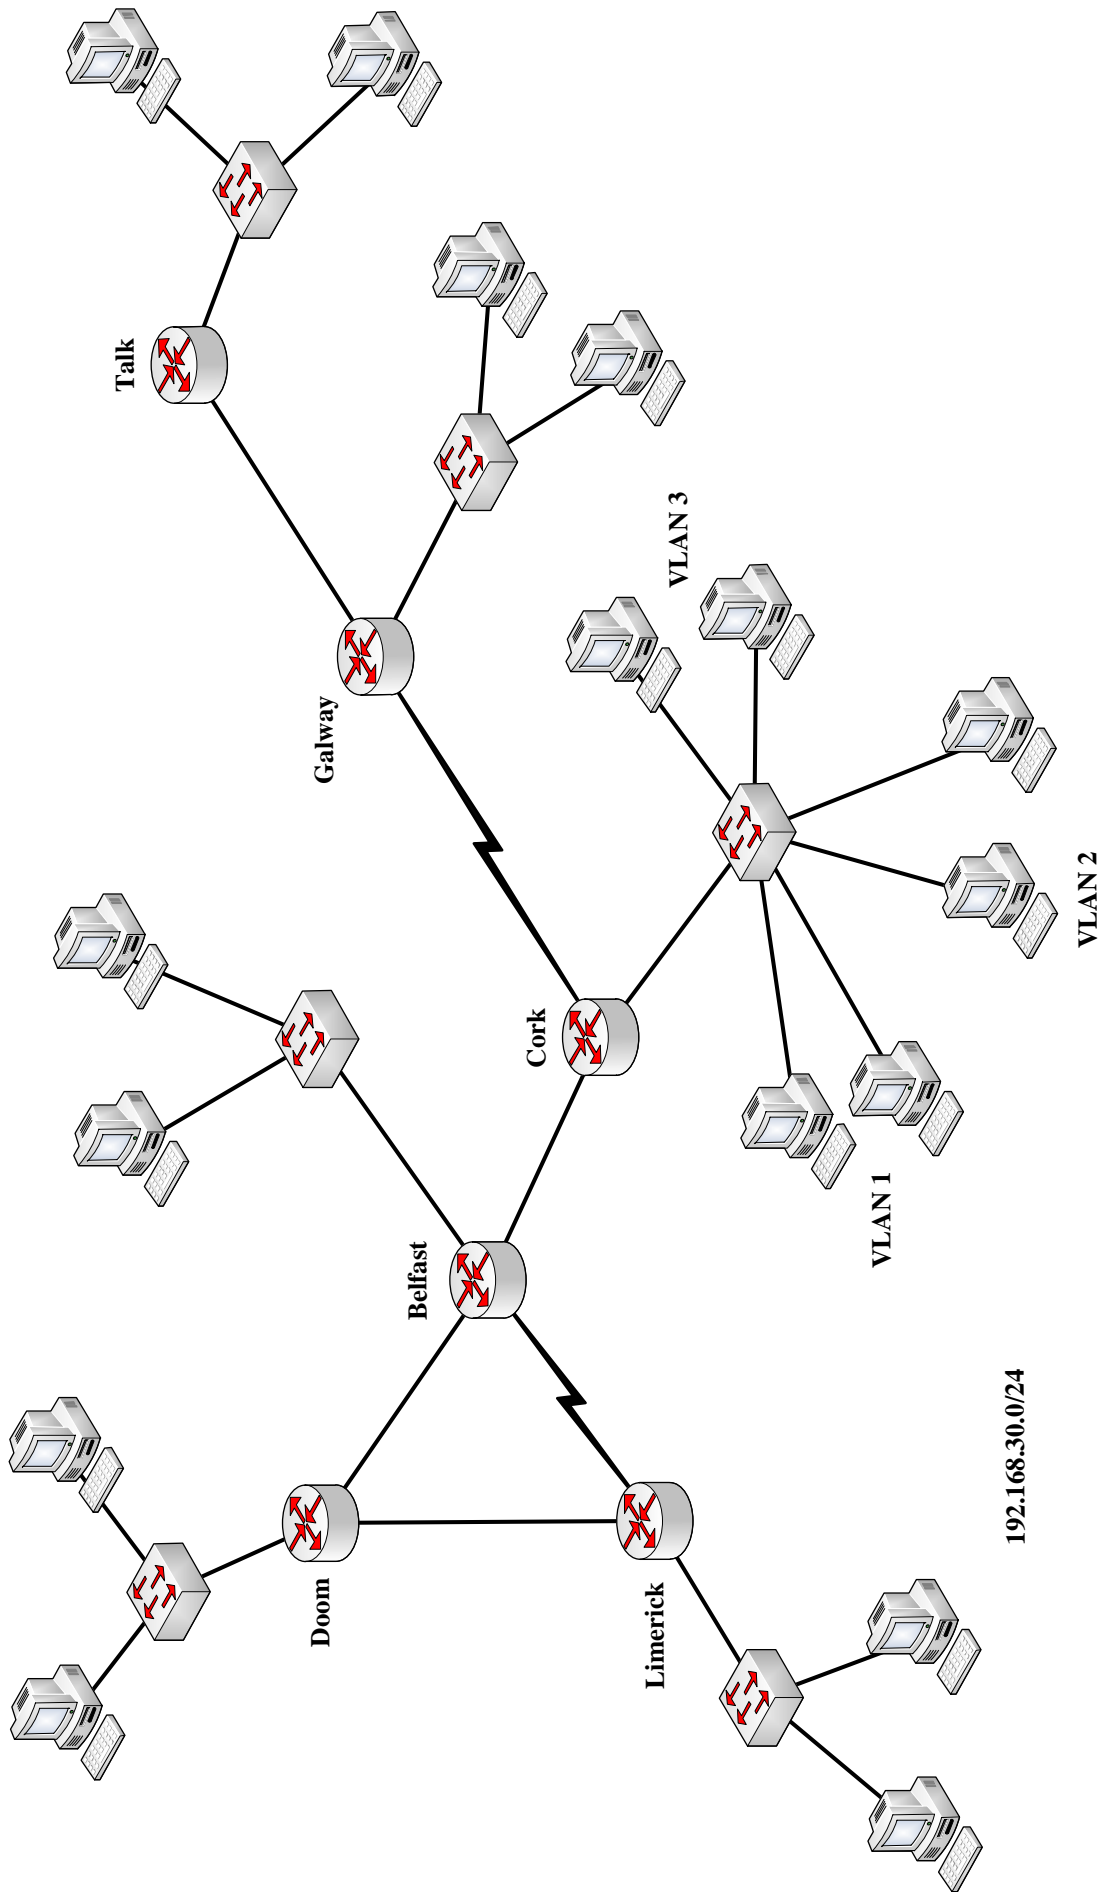 Doom
Belfast
Limerick
Cork
Galway
Talk
VLAN 1
VLAN 2
VLAN 3
192.168.30.0/24